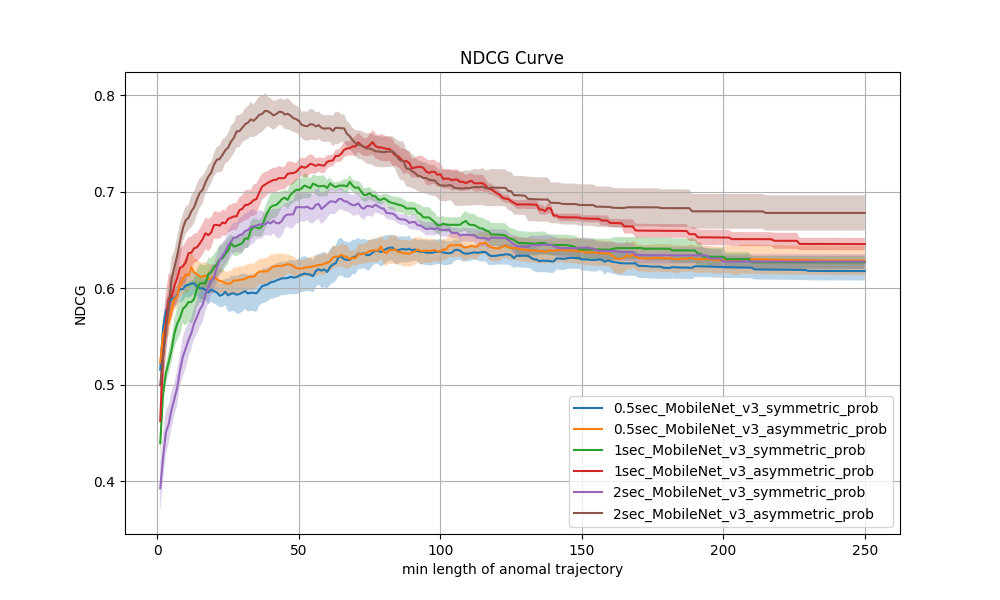 NDCG Curve
0.8
0.7
0.6
0.5
0.4
NDCG
0 50 100 150 200 250
min length of anomal trajectory
0.5sec_MobileNet_v3_symmetric_prob
0.5sec_MobileNet_v3_asymmetric_prob
1sec_MobileNet_v3_symmetric_prob
1sec_MobileNet_v3_asymmetric_prob
2sec_MobileNet_v3_symmetric_prob
2sec_MobileNet_v3_asymmetric_prob